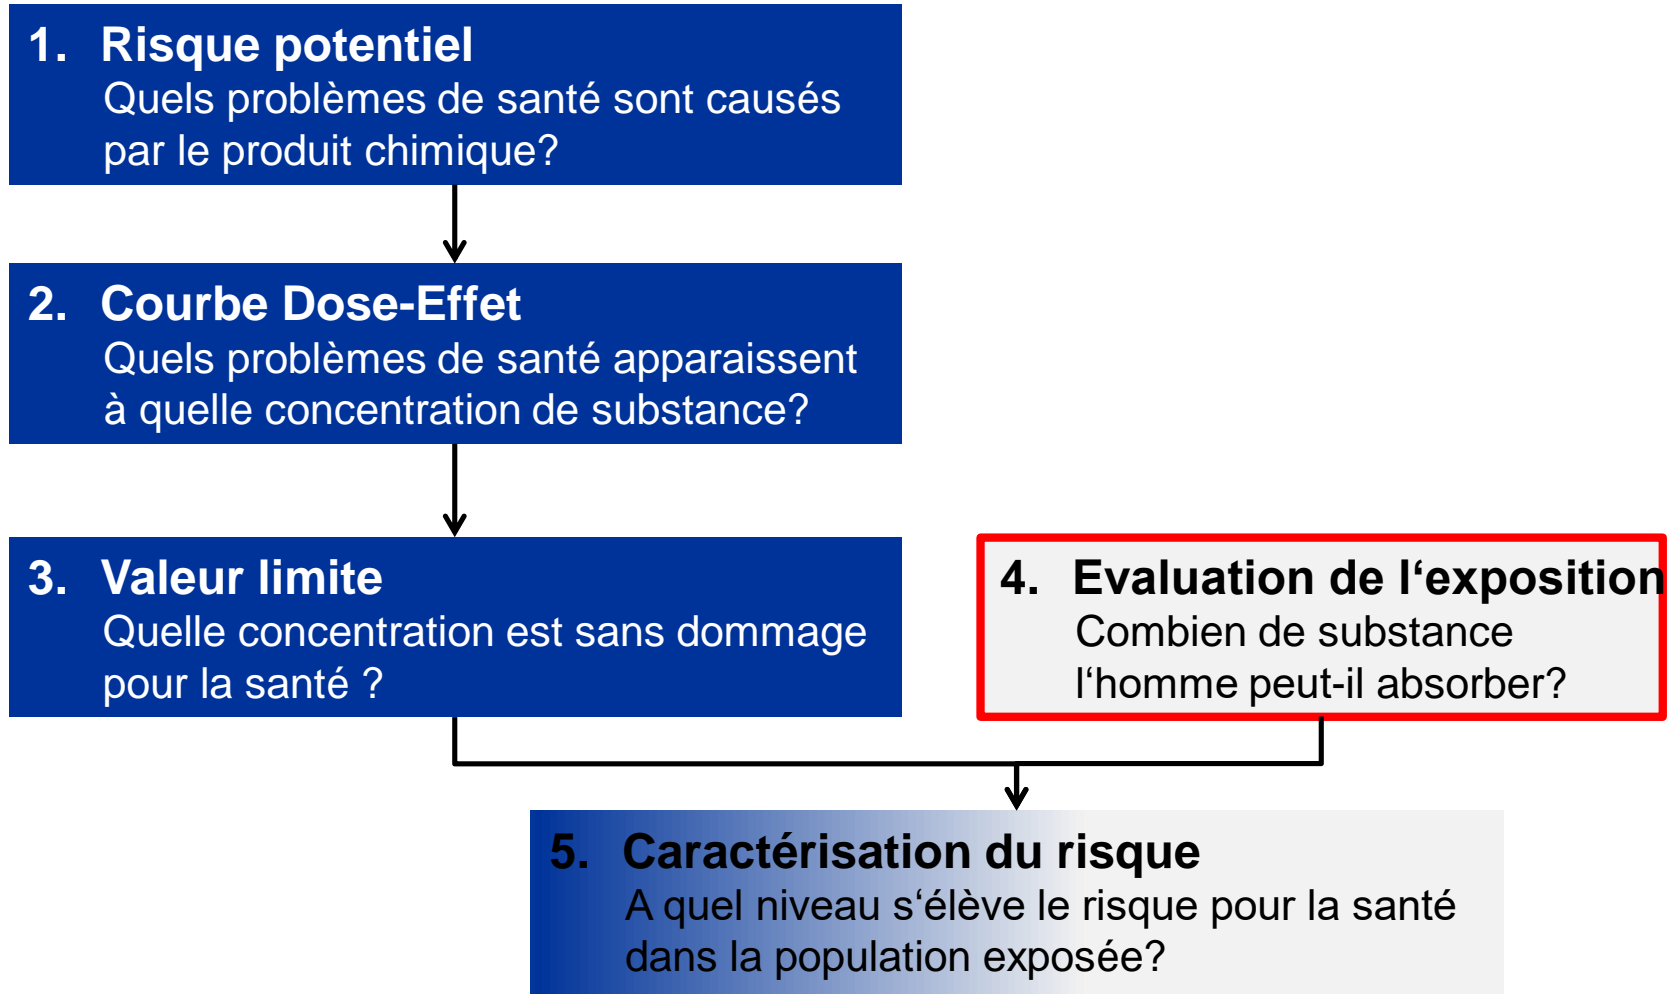 1. Risque potentiel
Quels problèmes de santé sont causés
par le produit chimique?
2. Courbe Dose-Effet
Quels problèmes de santé apparaissent
à quelle concentration de substance?
3. Valeur limite
Quelle concentration est sans dommage
pour la santé ?
4. Evaluation de l‘exposition
Combien de substance
l‘homme peut-il absorber?
5. Caractérisation du risque
A quel niveau s‘élève le risque pour la santé
dans la population exposée?